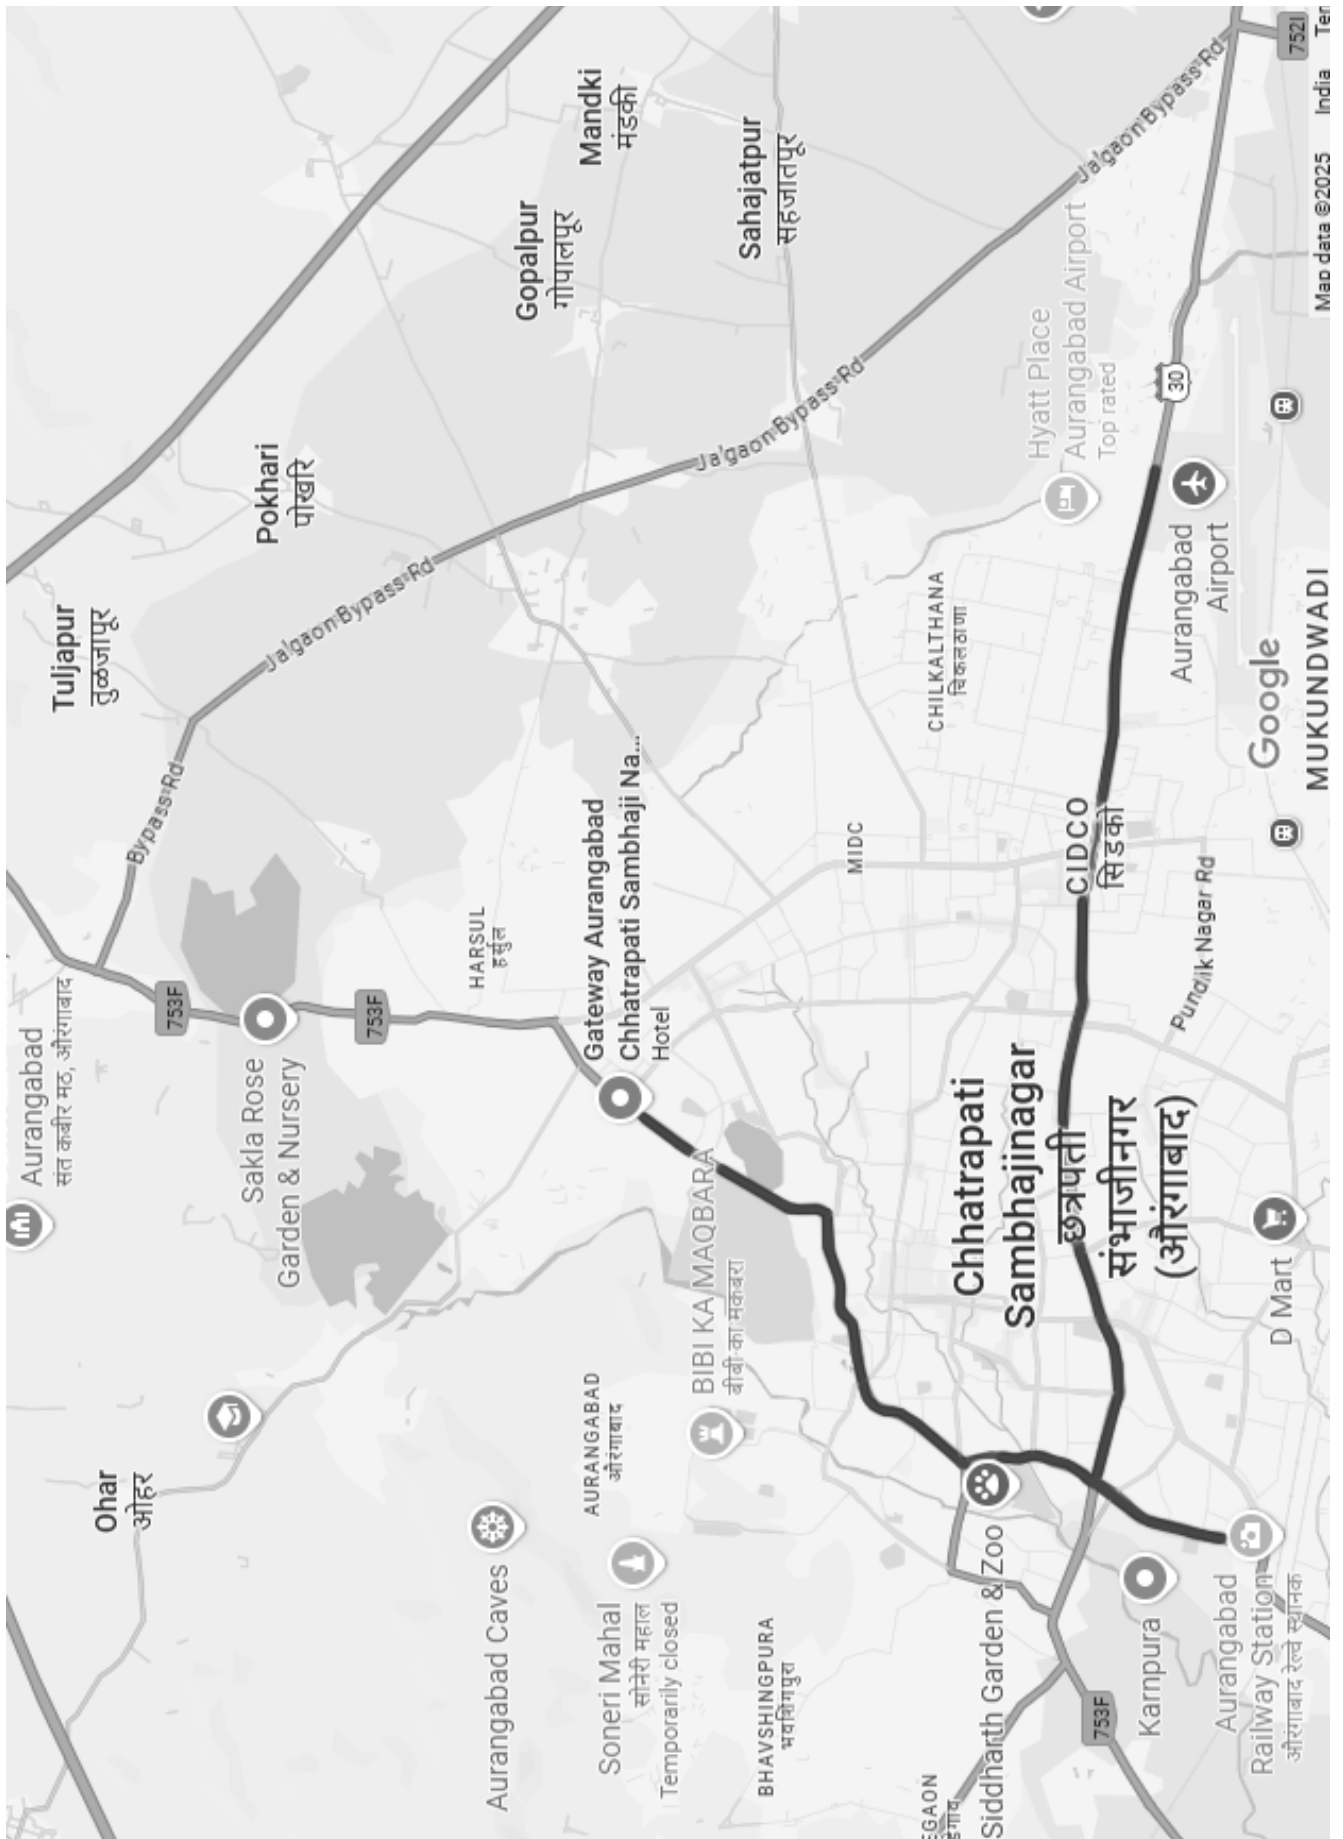 Aurangabad
संत कबीर मठ, औरंगाबाद
Tuljapur
तुळजापूर
Pokhari
पोखरि
Gopalpur
गोपालपूर
Mandki
मंडकी
Sahajatpur
सहजातपूर
Ohar
ओहर
Sakla Rose
Garden & Nursery
753F
753F
Bypass Rd
Jalgaon Bypass Rd
Jalgaon Bypass Rd
Jalgaon Bypass Rd
HARSUL
हर्सुल
Gateway Aurangabad
Chhatrapati Sambhaji Na...
Hotel
Aurangabad Caves
AURANGABAD
औरंगाबाद
Soneri Mahal
सोनेरी महाल
Temporarily closed
BIBI KA MAQBARA
बीबी का मकबरा
BHAVSHINGPURA
भवशिंगपुरा
MIDC
CHILKALTHANA
चिकलठाणा
Hyatt Place
Aurangabad Airport
Top rated
EGAON
Siddharth Garden & Zoo
Chhatrapati
Sambhajinagar
छत्रपती
संभाजीनगर
(औरंगाबाद)
CIDCO
सिडको
30
753F
Karnpura
Pundlik Nagar Rd
Aurangabad
Airport
Aurangabad
Railway Station
औरंगाबाद रेल्वे स्थानक
D Mart
Google
MUKUNDWADI
752I
Map data ©2025
India
Ter